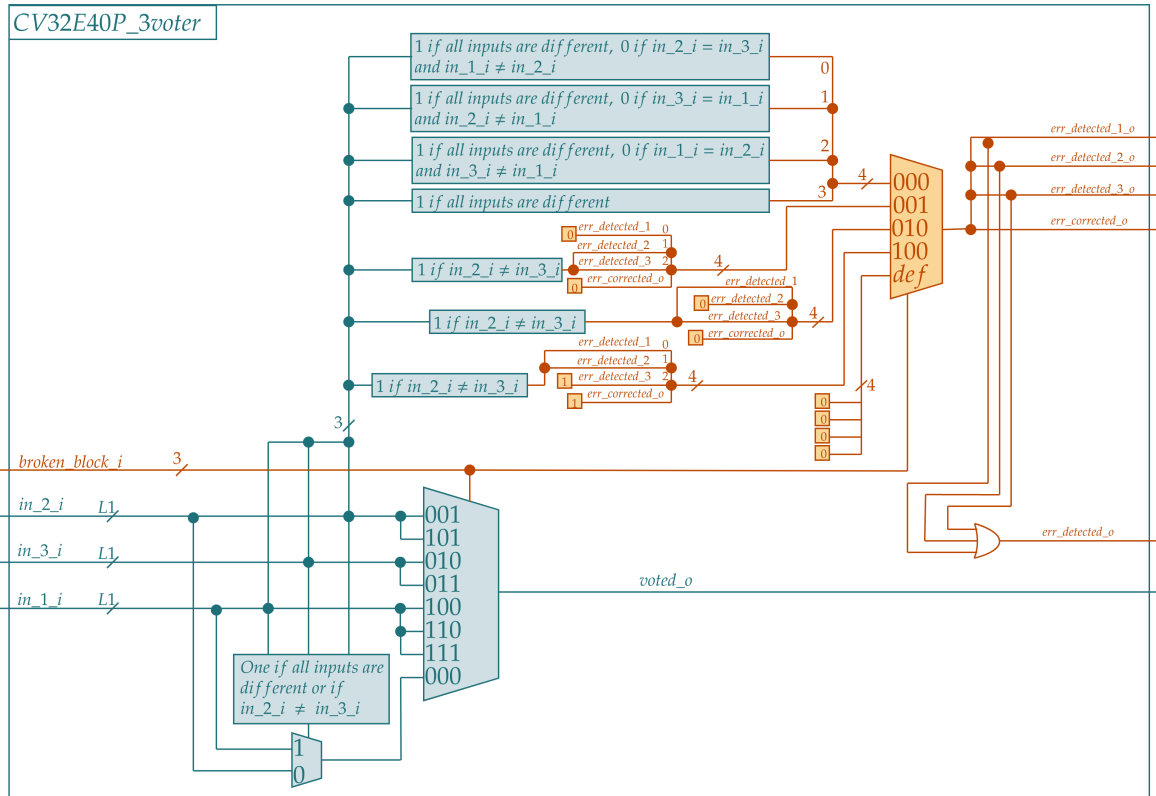 CV32E40P_3voter
1 if all inputs are different, 0 if in_2_i = in_3_i
and in_1_i ≠ in_2_i
0
1 if all inputs are different, 0 if in_3_i = in_1_i
and in_2_i ≠ in_1_i
1
1 if all inputs are different, 0 if in_1_i = in_2_i
and in_3_i ≠ in_1_i
2
1 if all inputs are different
3
4
000
001
010
100
def
err_detected_1_o
err_detected_2_o
err_detected_3_o
err_corrected_o
1 if in_2_i ≠ in_3_i
0 err_detected_1 0
err_detected_2 1
err_detected_3 2
0 err_corrected_o
4
1 if in_2_i ≠ in_3_i
err_detected_1
0 err_detected_2
err_detected_3
0 err_corrected_o
4
1 if in_2_i ≠ in_3_i
err_detected_1 0
err_detected_2 1
1 err_detected_3 2
1 err_corrected_o
4
4
0
0
0
0
3
broken_block_i 3
in_2_i L1
in_3_i L1
in_1_i L1
001
101
010
011
100
110
111
000
voted_o
err_detected_o
One if all inputs are
different or if
in_2_i ≠ in_3_i
1
0